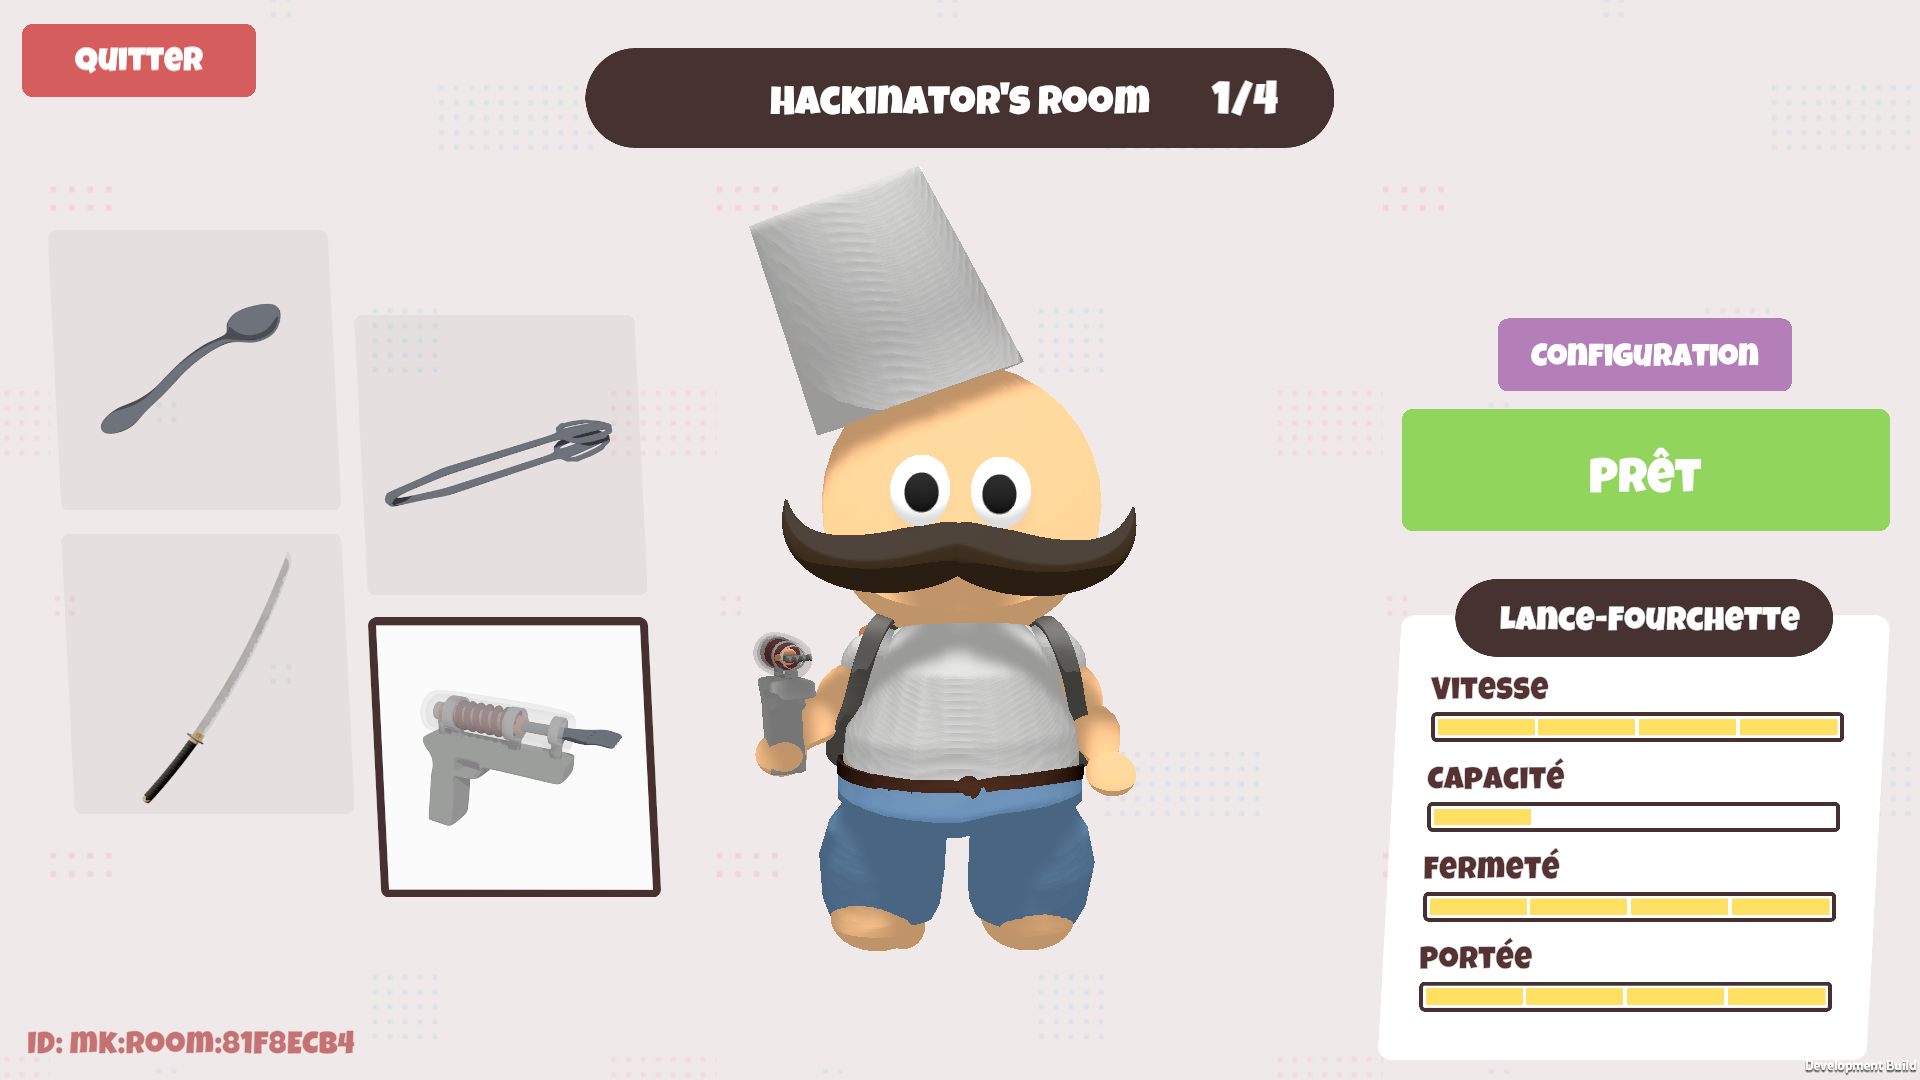 QUITTER
HACKINATOR'S ROOM 1/4
CONFIGURATION
PRÊT
LANCE-FOURCHETTE
VITESSE
CAPACITÉ
FERMETÉ
PORTÉE
ID: MK:ROOM:81F8ECB4
Development Build